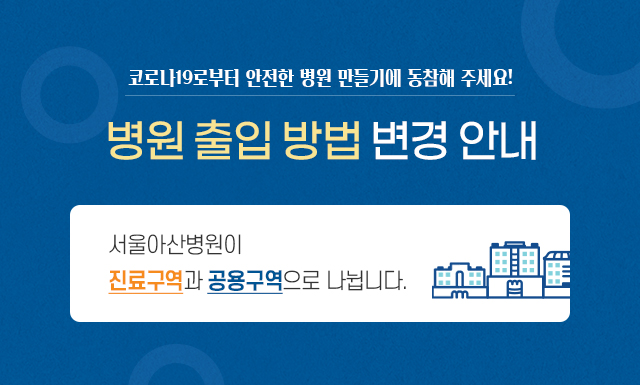 코로나19로부터 안전한 병원 만들기에 동참해 주세요!
병원 출입 방법 변경 안내
서울아산병원이
진료구역과 공용구역으로 나뉩니다.